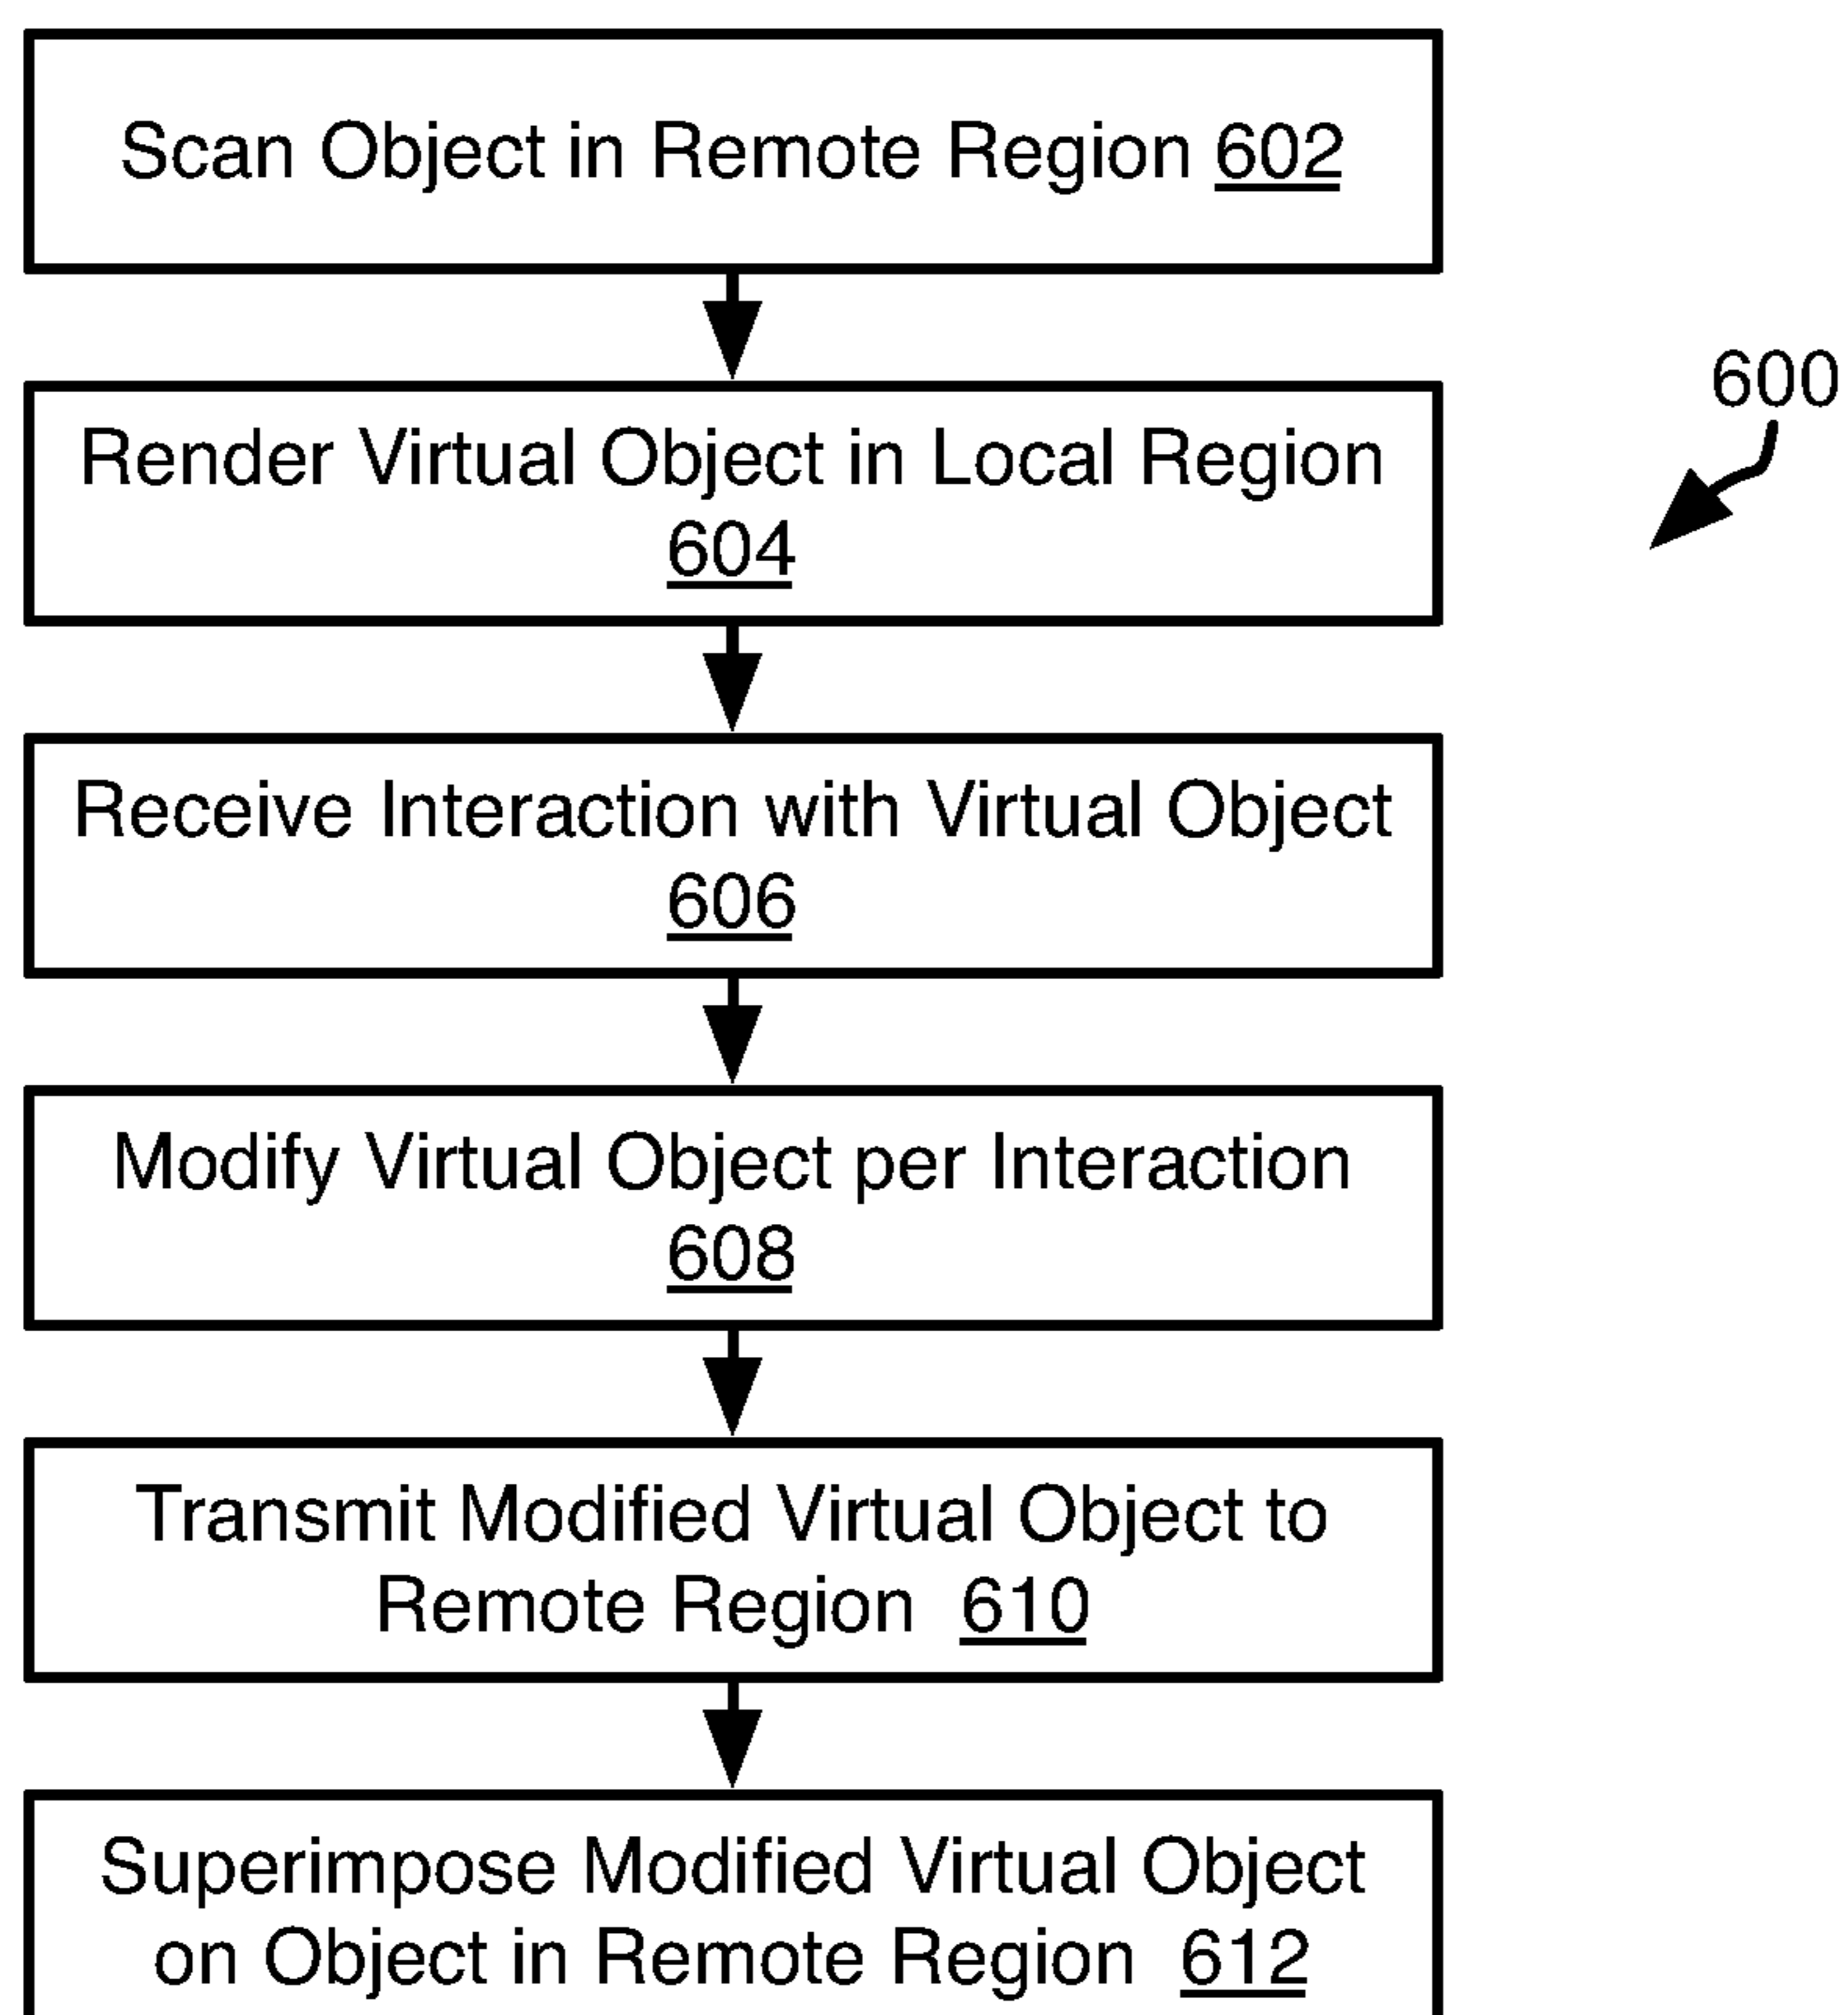 Scan Object in Remote Region 602
Render Virtual Object in Local Region
604
600
Receive Interaction with Virtual Object
606
Modify Virtual Object per Interaction
608
Transmit Modified Virtual Object to
Remote Region 610
Superimpose Modified Virtual Object
on Object in Remote Region 612